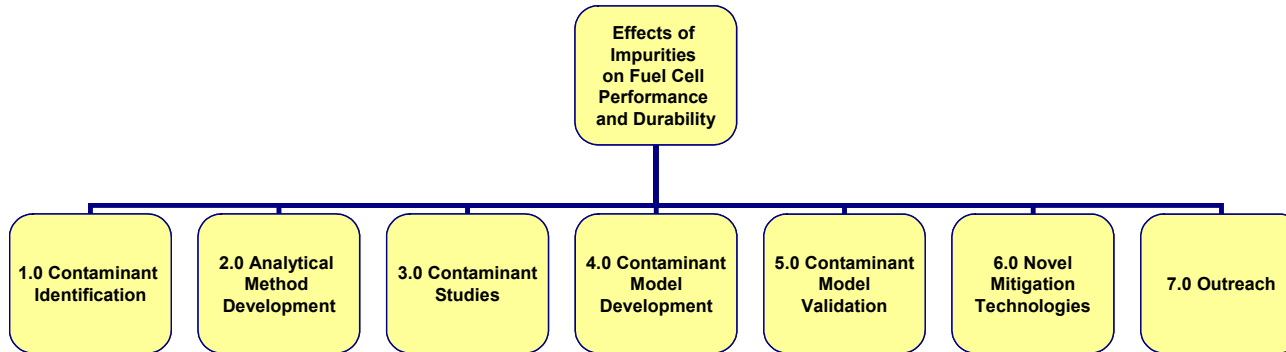 Effects of
Impurities
on Fuel Cell
Performance
and Durability
1.0 Contaminant
Identification
2.0 Analytical
Method
Development
3.0 Contaminant
Studies
4.0 Contaminant
Model
Development
5.0 Contaminant
Model
Validation
6.0 Novel
Mitigation
Technologies
7.0 Outreach